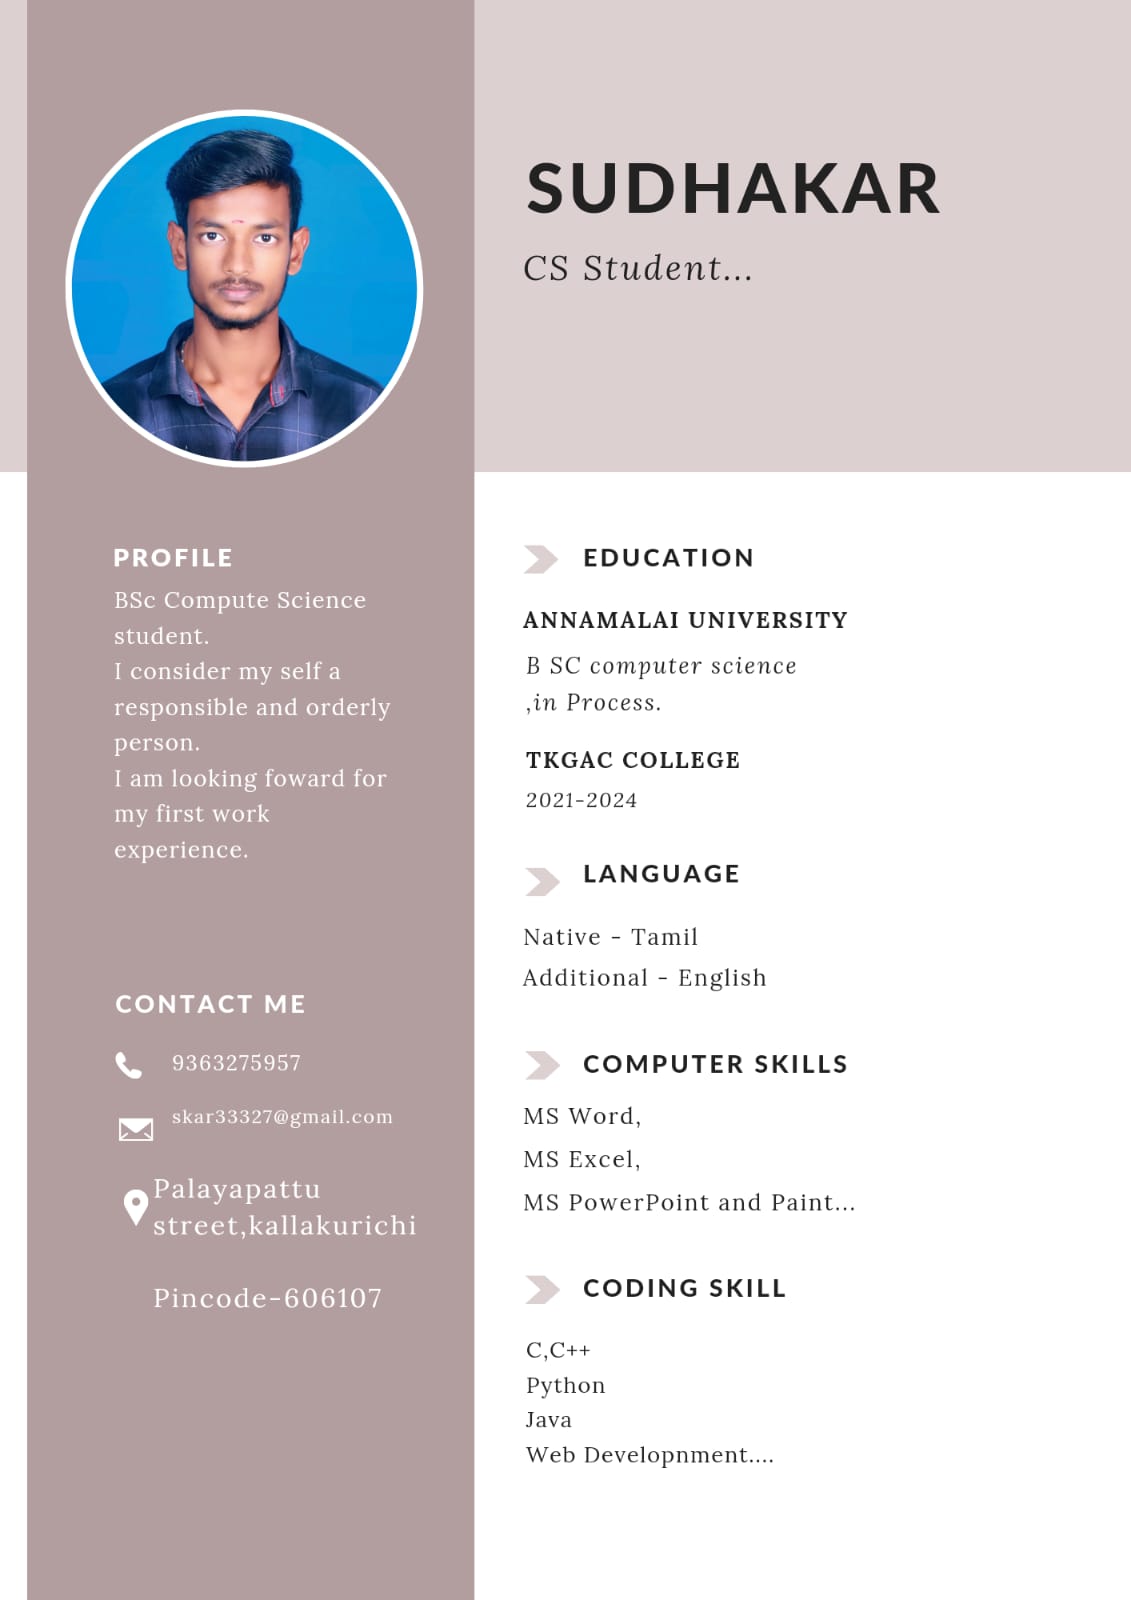 SUDHAKAR
CS Student...
PROFILE
BSc Compute Science
student.
I consider my self a
responsible and orderly
person.
I am looking foward for
my first work
experience.
CONTACT ME
9363275957
skar33327@gmail.com
Palayapattu
street,kallakurichi
Pincode-606107
EDUCATION
ANNAMALAI UNIVERSITY
B SC computer science
,in Process.
TKGAC COLLEGE
2021-2024
LANGUAGE
Native - Tamil
Additional - English
COMPUTER SKILLS
MS Word,
MS Excel,
MS PowerPoint and Paint...
CODING SKILL
C,C++
Python
Java
Web Developnment....